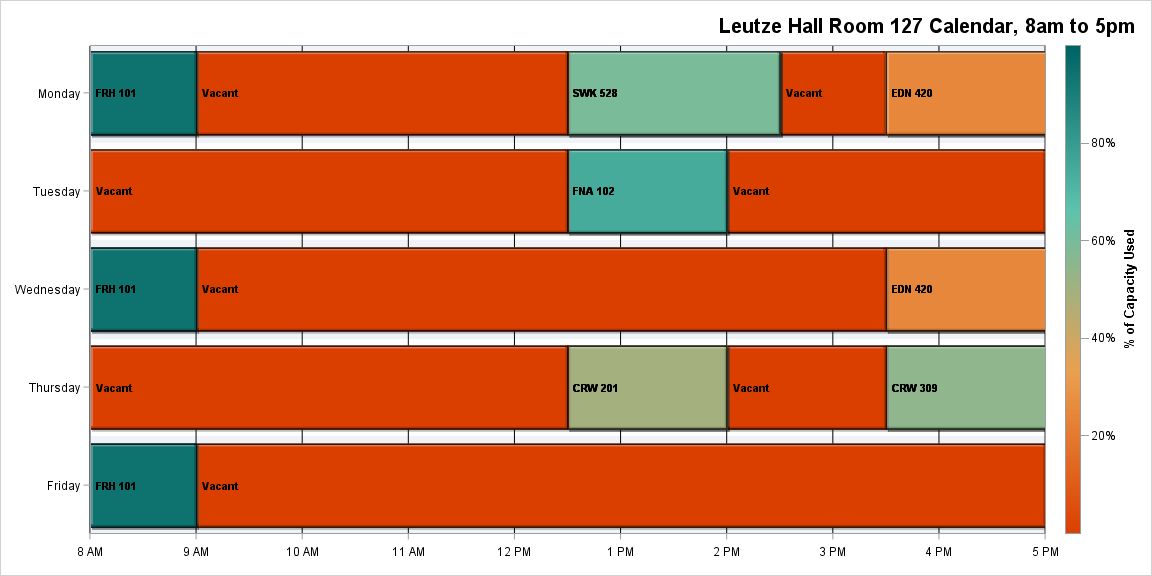 Leutze Hall Room 127 Calendar, 8am to 5pm
Monday
FRH 101
Vacant
SWK 528
Vacant
EDN 420
Tuesday
Vacant
FNA 102
Vacant
Wednesday
FRH 101
Vacant
EDN 420
Thursday
Vacant
CRW 201
Vacant
CRW 309
Friday
FRH 101
Vacant
8 AM
9 AM
10 AM
11 AM
12 PM
1 PM
2 PM
3 PM
4 PM
5 PM
80%
60%
40%
20%
% of Capacity Used